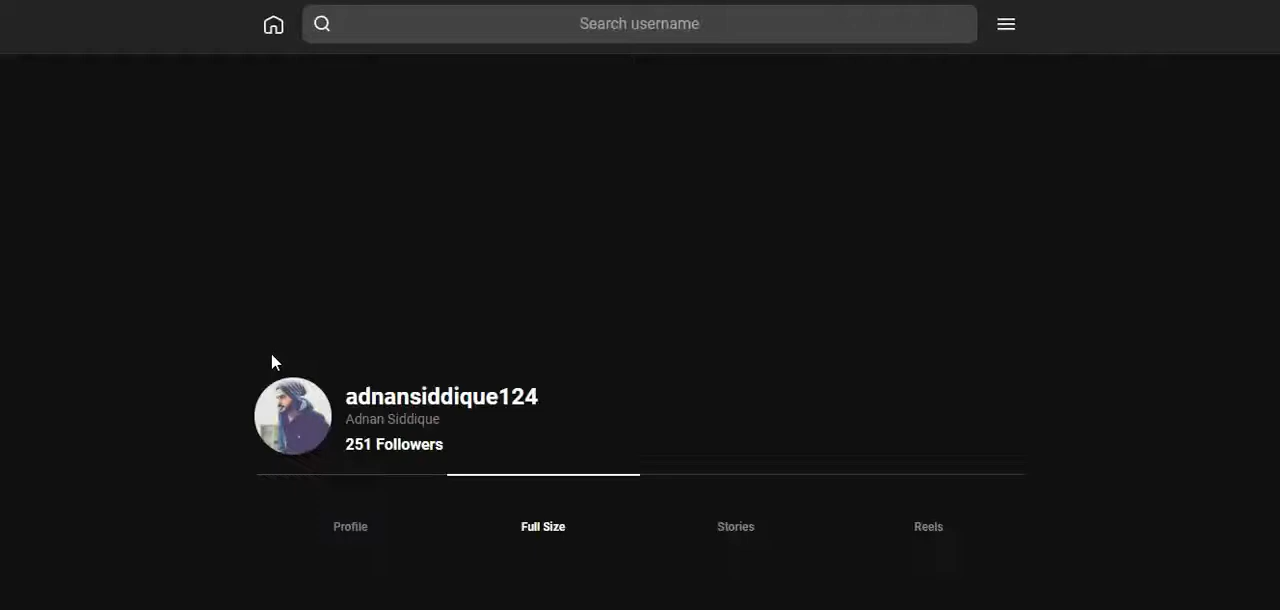 Search username
adnansiddique124
Adnan Siddique
251 Followers
Profile Full Size Stories Reels